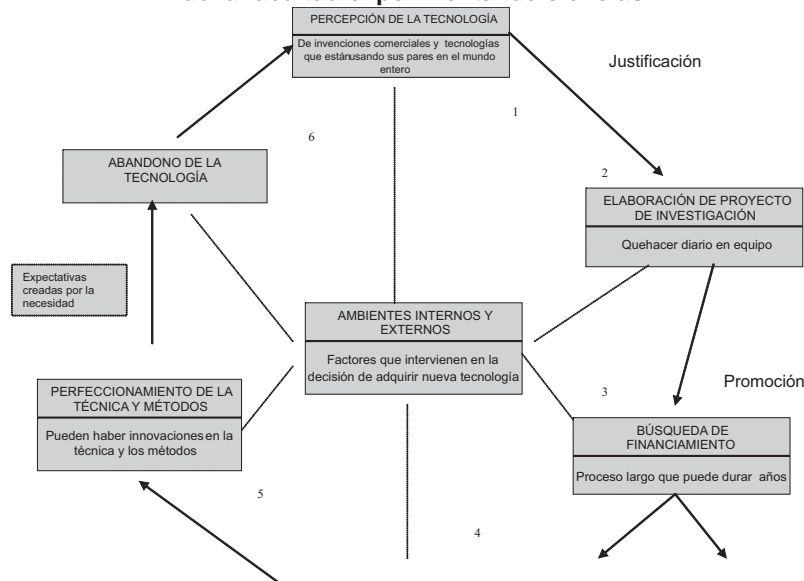 PERCEPCIÓN DE LA TECNOLOGÍA
De invenciones comerciales y tecnologías
que estánusando sus pares en el mundo
entero
Justificación
1
6
ABANDONO DE LA
TECNOLOGÍA
2
ELABORACIÓN DE PROYECTO
DE INVESTIGACIÓN
Quehacer diario en equipo
Expectativas
creadas por la
necesidad
AMBIENTES INTERNOS Y
EXTERNOS
Factores que intervienen en la
decisión de adquirir nueva tecnología
PERFECCIONAMIENTO DE LA
TÉCNICA Y MÉTODOS
Pueden haber innovacionesen la
técnica y los métodos
Promoción
3
BÚSQUEDA DE
FINANCIAMIENTO
Proceso largo que puede durar años
5
4